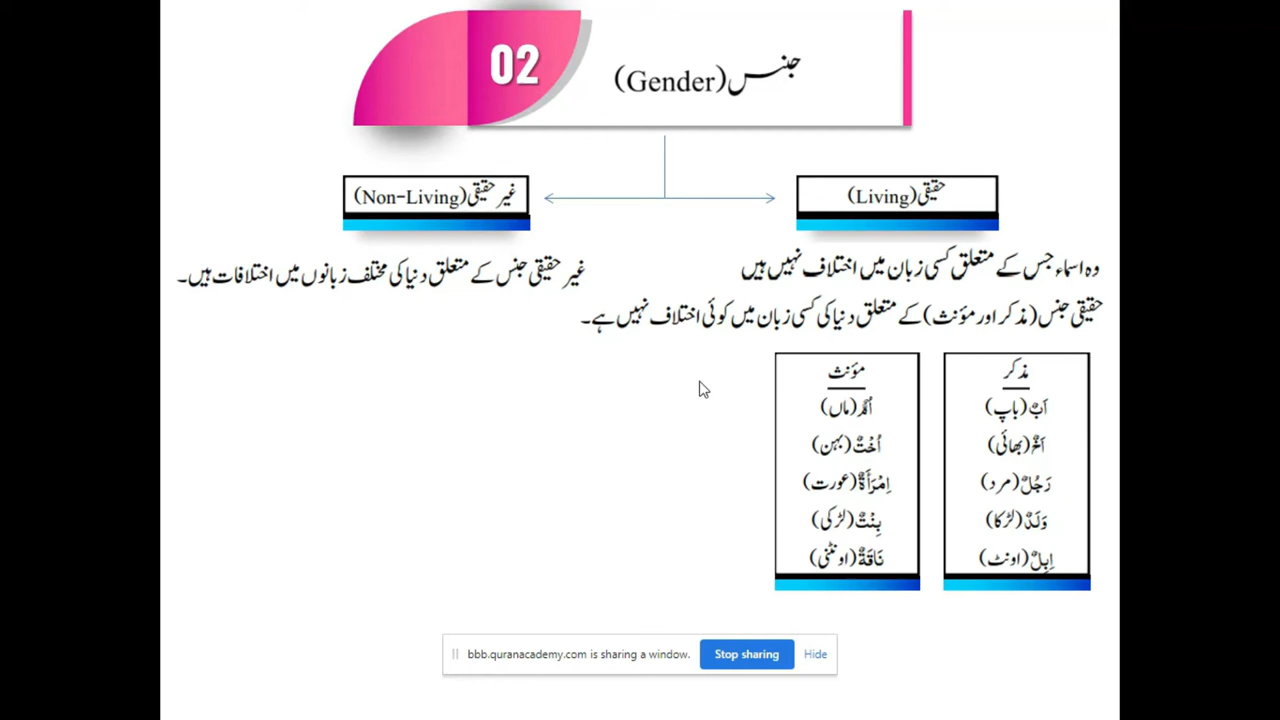 02
جنس(Gender)
حقیقی(Living)
غیر حقیقی(Non-Living)
وہ اسماء جس کے متعلق کسی زبان میں اختلاف نہیں ہیں
غیر حقیقی جنس کے متعلق دنیا کی مختلف زبانوں میں اختلافات ہیں۔
حقیقی جنس(مذکر اور مؤنث)کے متعلق دنیا کی کسی زبان میں کوئی اختلاف نہیں ہے۔
مذکر
اَبٌ(باپ)
اَخٌ(بھائی)
رَجُلٌ(مرد)
وَلَدٌ(لڑکا)
اِبِلٌ(اونٹ)
مؤنث
اُمٌّ(ماں)
اُخْتٌ(بہن)
اِمْرَأَةٌ(عورت)
بِنْتٌ(لڑکی)
نَاقَةٌ(اونٹنی)
bbb.quranacademy.com is sharing a window. Stop sharing Hide